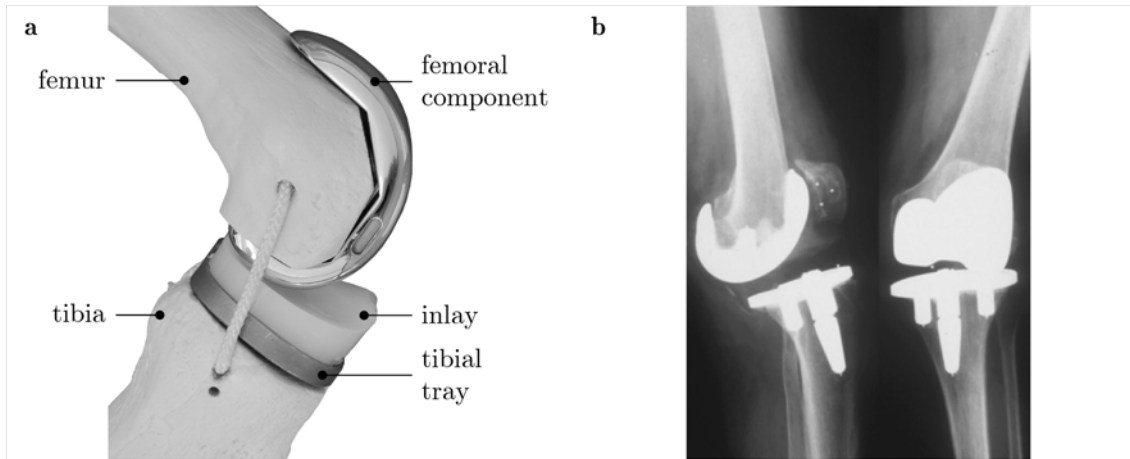 a
femur
femoral
component
tibia
inlay
tibial
tray
b